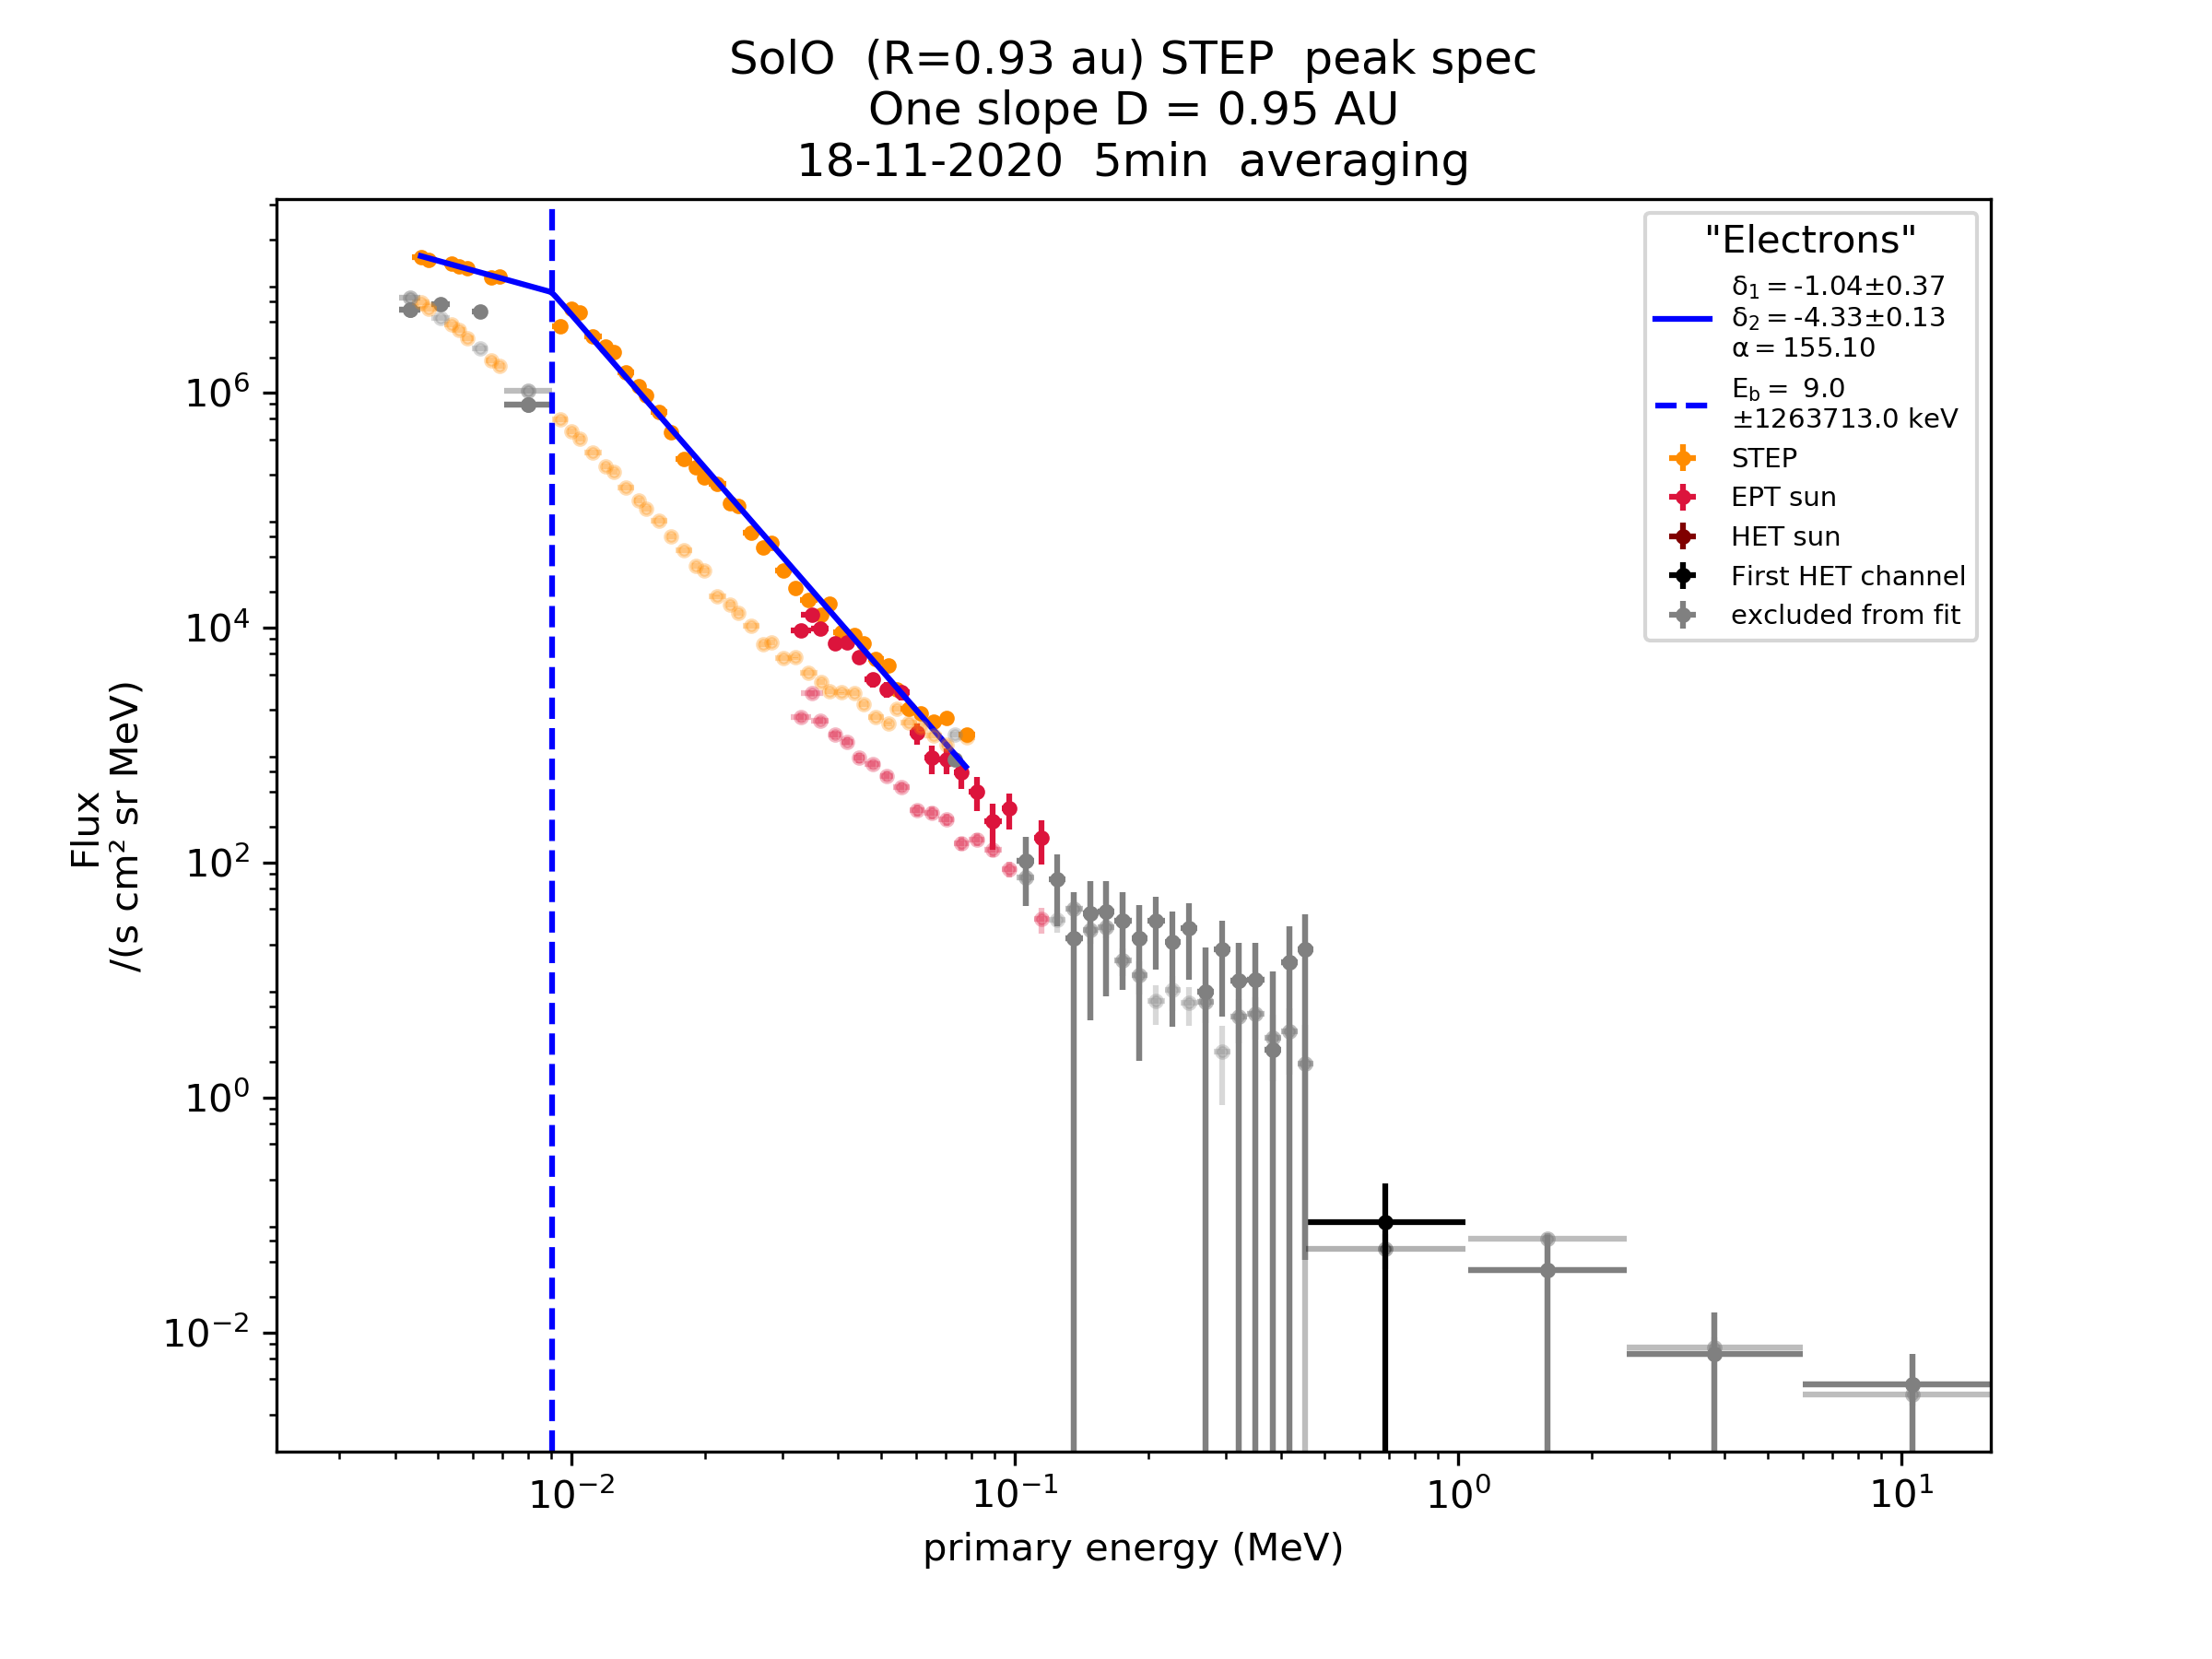 SolO (R=0.93 au) STEP peak spec
One slope D = 0.95 AU
18-11-2020 5min averaging
"Electrons"
δ₁ = -1.04±0.37
δ₂ = -4.33±0.13
α = 155.10
E_b = 9.0
±1263713.0 keV
STEP
EPT sun
HET sun
First HET channel
excluded from fit
10⁶
10⁴
10²
10⁰
10⁻²
Flux
/(s cm² sr MeV)
10⁻² 10⁻¹ 10⁰ 10¹
primary energy (MeV)